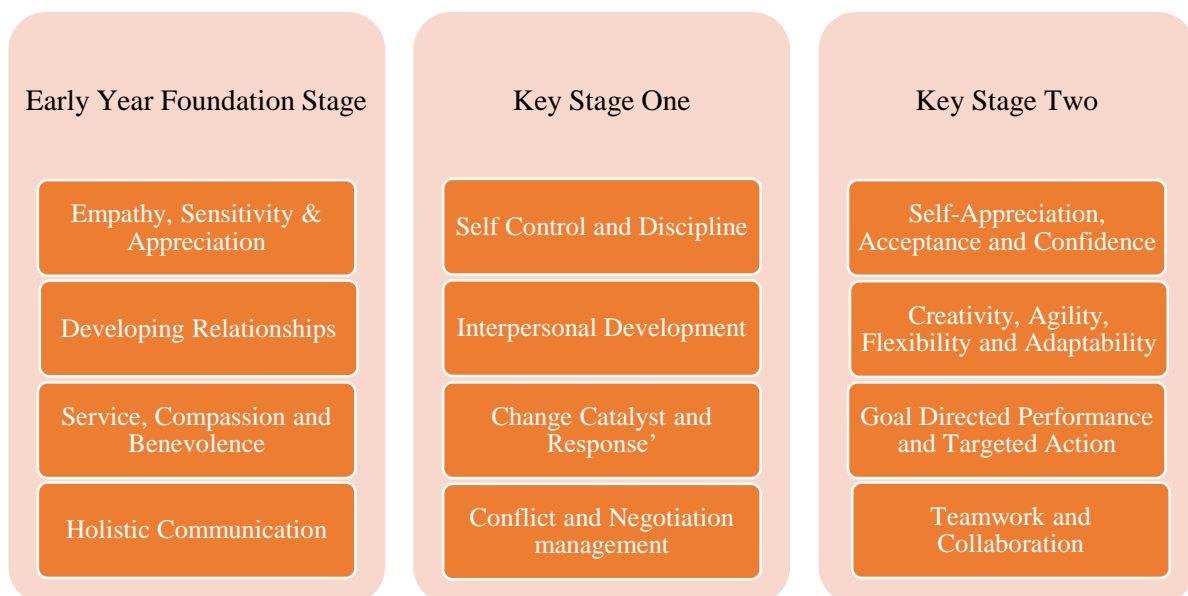 Early Year Foundation Stage
Empathy, Sensitivity &
Appreciation
Developing Relationships
Service, Compassion and
Benevolence
Holistic Communication
Key Stage One
Self Control and Discipline
Interpersonal Development
Change Catalyst and
Response’
Conflict and Negotiation
management
Key Stage Two
Self-Appreciation,
Acceptance and Confidence
Creativity, Agility,
Flexibility and Adaptability
Goal Directed Performance
and Targeted Action
Teamwork and
Collaboration